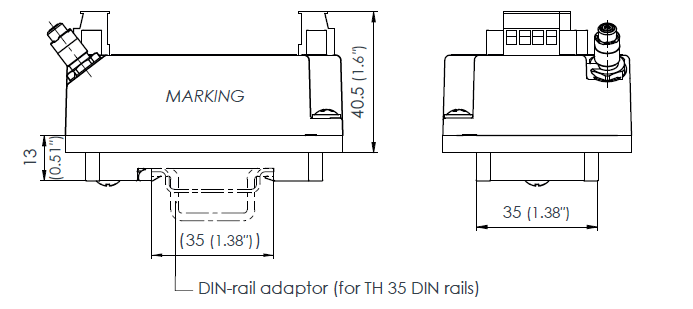 MARKING
40.5 (1.6")
13
(0.51")
(35 (1.38"))
35 (1.38")
DIN-rail adaptor (for TH 35 DIN rails)